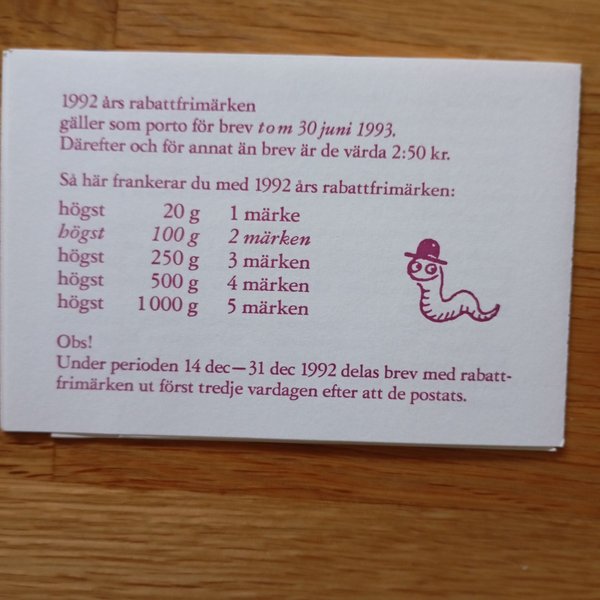 1992 års rabattfrimärken
gäller som porto för brev t o m 30 juni 1993.
Därefter och för annat än brev är de värda 2:50 kr.
Så här frankerar du med 1992 års rabattfrimärken:
högst 20 g 1 märke
högst 100 g 2 märken
högst 250 g 3 märken
högst 500 g 4 märken
högst 1000 g 5 märken
Obs!
Under perioden 14 dec—31 dec 1992 delas brev med rabatt-
frimärken ut först tredje vardagen efter att de postats.